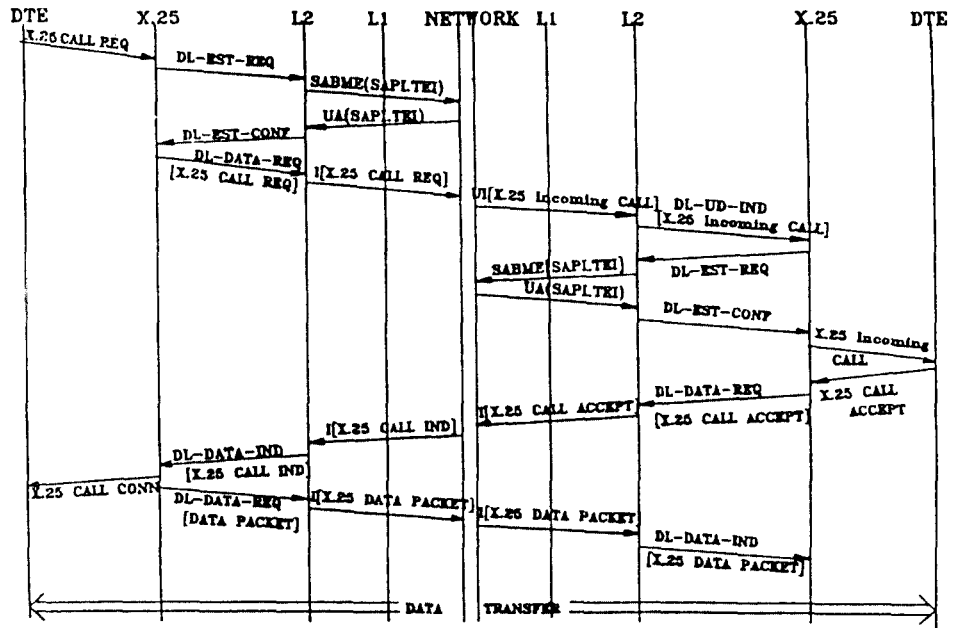 DTE X.25 L2 L1 NETWORK L1 L2 X.25 DTE
X.25 CALL REQ
DL-EST-REQ
SABME(SAPI,TEI)
UA(SAPI,TEI)
DL-EST-CONF
DL-DATA-REQ
[X.25 CALL REQ]
I[X.25 CALL REQ]
UI[X.25 Incoming CALL]
DL-UD-IND
[X.25 Incoming CALL]
DL-EST-REQ
SABME(SAPI,TEI)
UA(SAPI,TEI)
DL-EST-CONF
X.25 Incoming
CALL
X.25 CALL
ACCEPT
DL-DATA-REQ
[X.25 CALL ACCEPT]
I[X.25 CALL ACCEPT]
I[X.25 CALL IND]
DL-DATA-IND
[X.25 CALL IND]
X.25 CALL CONN
DL-DATA-REQ
[DATA PACKET]
I[X.25 DATA PACKET]
I[X.25 DATA PACKET]
DL-DATA-IND
[X.25 DATA PACKET]
DATA TRANSFER